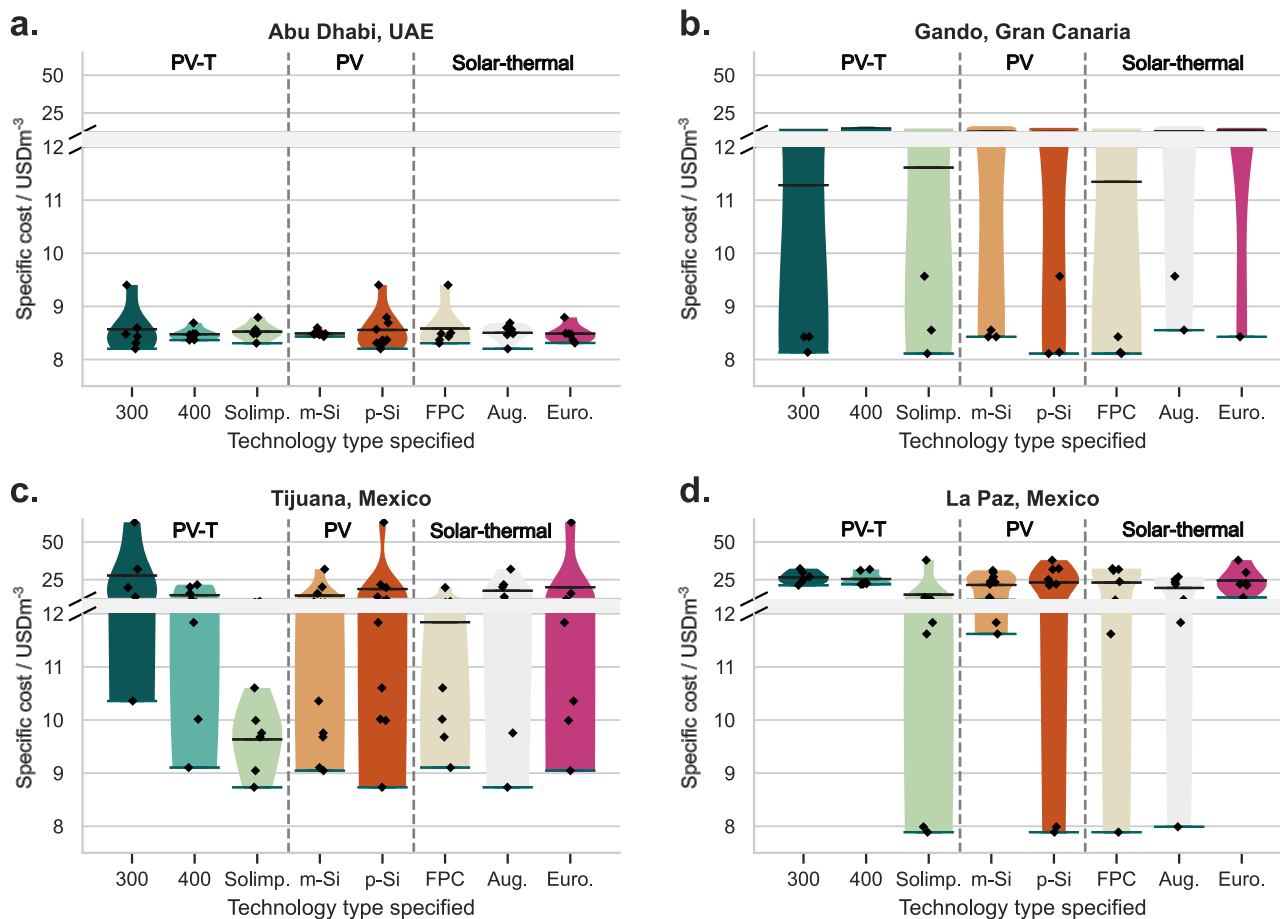 a.
Abu Dhabi, UAE
PV-T PV Solar-thermal
50
25
12
11
10
9
8
Specific cost / USDm⁻³
300 400 Solimp. m-Si p-Si FPC Aug. Euro.
Technology type specified
b.
Gando, Gran Canaria
PV-T PV Solar-thermal
50
25
12
11
10
9
8
Specific cost / USDm⁻³
300 400 Solimp. m-Si p-Si FPC Aug. Euro.
Technology type specified
c.
Tijuana, Mexico
PV-T PV Solar-thermal
50
25
12
11
10
9
8
Specific cost / USDm⁻³
300 400 Solimp. m-Si p-Si FPC Aug. Euro.
Technology type specified
d.
La Paz, Mexico
PV-T PV Solar-thermal
50
25
12
11
10
9
8
Specific cost / USDm⁻³
300 400 Solimp. m-Si p-Si FPC Aug. Euro.
Technology type specified